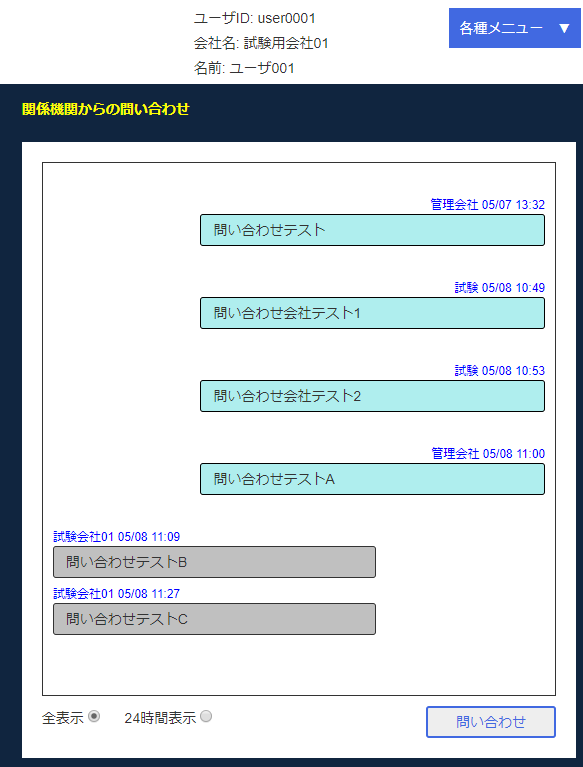 ユーザID: user0001
会社名: 試験用会社01
名前: ユーザ001
各種メニュー ▼
関係機関からの問い合わせ
管理会社 05/07 13:32
問い合わせテスト
試験 05/08 10:49
問い合わせ会社テスト1
試験 05/08 10:53
問い合わせ会社テスト2
管理会社 05/08 11:00
問い合わせテストA
試験会社01 05/08 11:09
問い合わせテストB
試験会社01 05/08 11:27
問い合わせテストC
全表示 24時間表示 問い合わせ